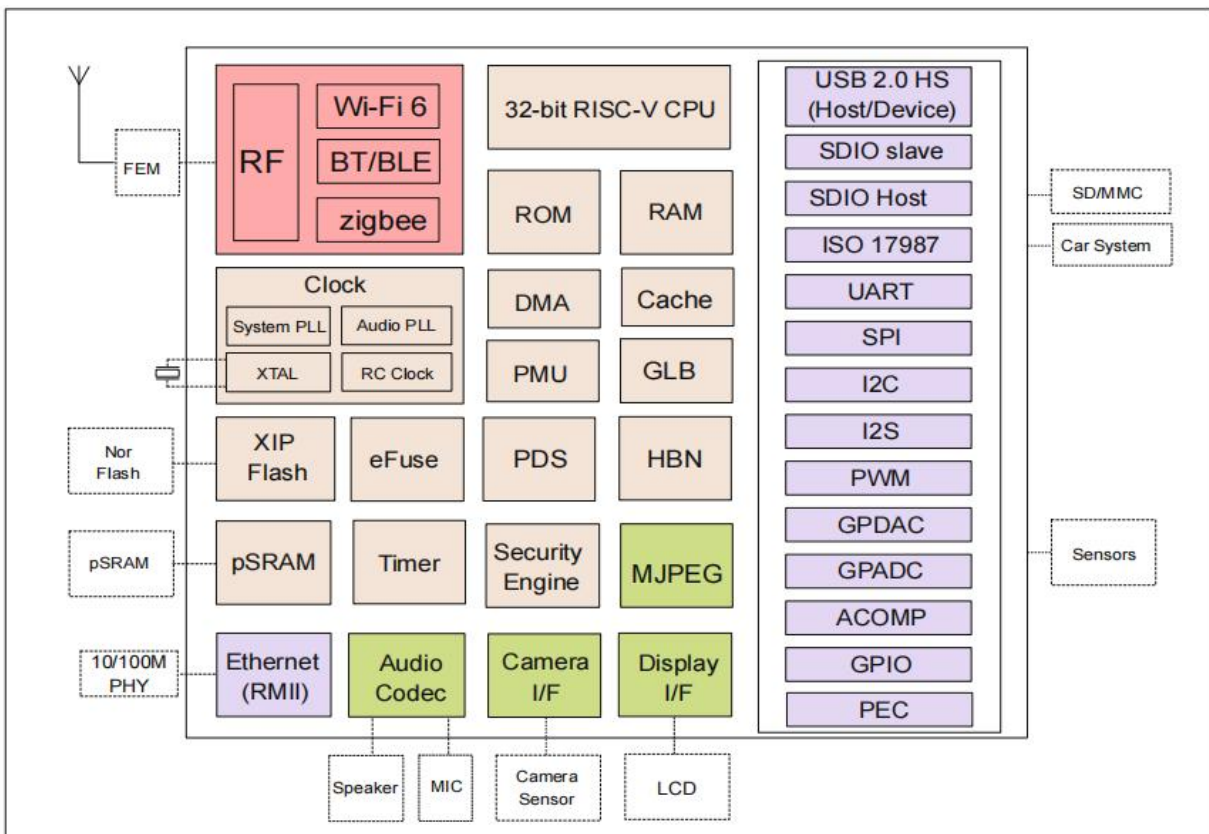 FEM
RF
Wi-Fi 6
BT/BLE
zigbee
32-bit RISC-V CPU
ROM
RAM
Clock
System PLL
Audio PLL
XTAL
RC Clock
DMA
Cache
PMU
GLB
Nor
Flash
XIP
Flash
eFuse
PDS
HBN
pSRAM
pSRAM
Timer
Security
Engine
MJPEG
10/100M
PHY
Ethernet
(RMII)
Audio
Codec
Camera
I/F
Display
I/F
Speaker
MIC
Camera
Sensor
LCD
USB 2.0 HS
(Host/Device)
SDIO slave
SDIO Host
ISO 17987
UART
SPI
I2C
I2S
PWM
GPDAC
GPADC
ACOMP
GPIO
PEC
SD/MMC
Car System
Sensors